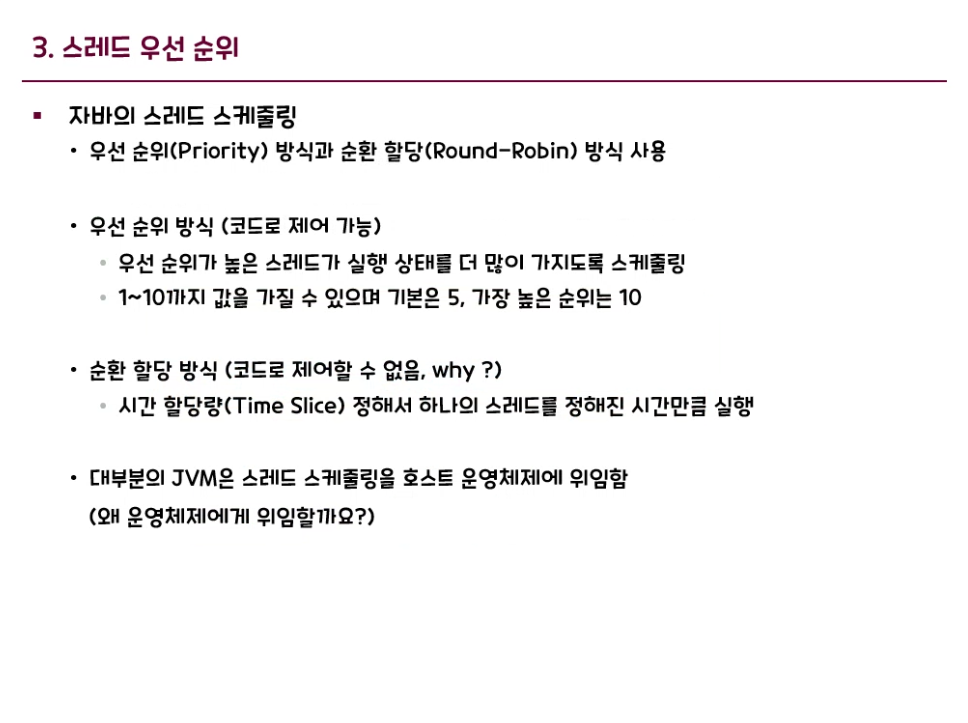 3. 스레드 우선 순위
▪ 자바의 스레드 스케줄링
• 우선 순위(Priority) 방식과 순환 할당(Round-Robin) 방식 사용
• 우선 순위 방식 (코드로 제어 가능)
• 우선 순위가 높은 스레드가 실행 상태를 더 많이 가지도록 스케줄링
• 1~10까지 값을 가질 수 있으며 기본은 5, 가장 높은 순위는 10
• 순환 할당 방식 (코드로 제어할 수 없음, why ?)
• 시간 할당량(Time Slice) 정해서 하나의 스레드를 정해진 시간만큼 실행
• 대부분의 JVM은 스레드 스케줄링을 호스트 운영체제에 위임함
(왜 운영체제에게 위임할까요?)